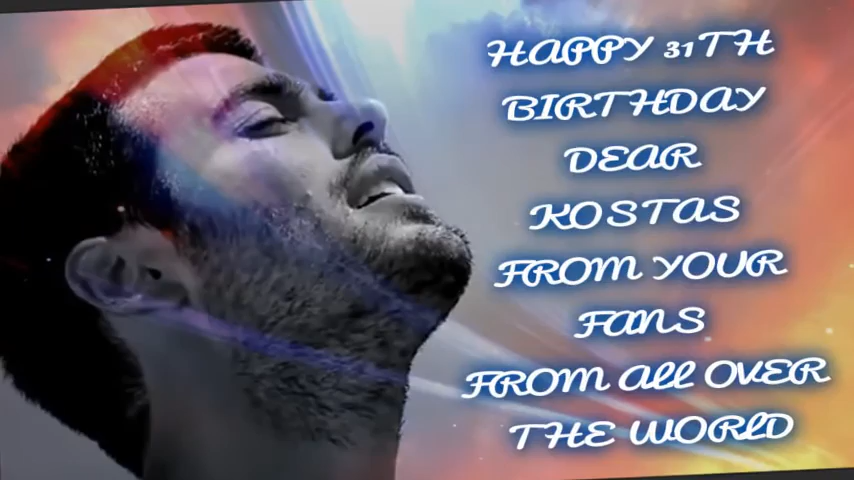 HAPPY 31TH
BIRTHDAY
DEAR
KOSTAS
FROM YOUR
FANS
FROM All OVER
THE WORlD